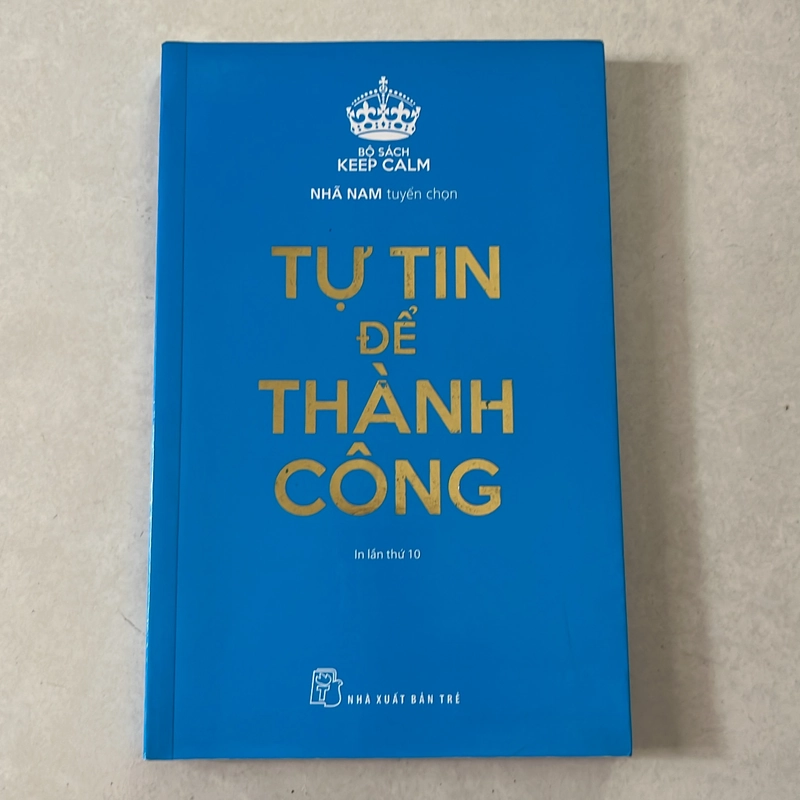 BỘ SÁCH
KEEP CALM
NHÃ NAM tuyển chọn
TỰ TIN
ĐỂ
THÀNH
CÔNG
In lần thứ 10
NHÀ XUẤT BẢN TRẺ